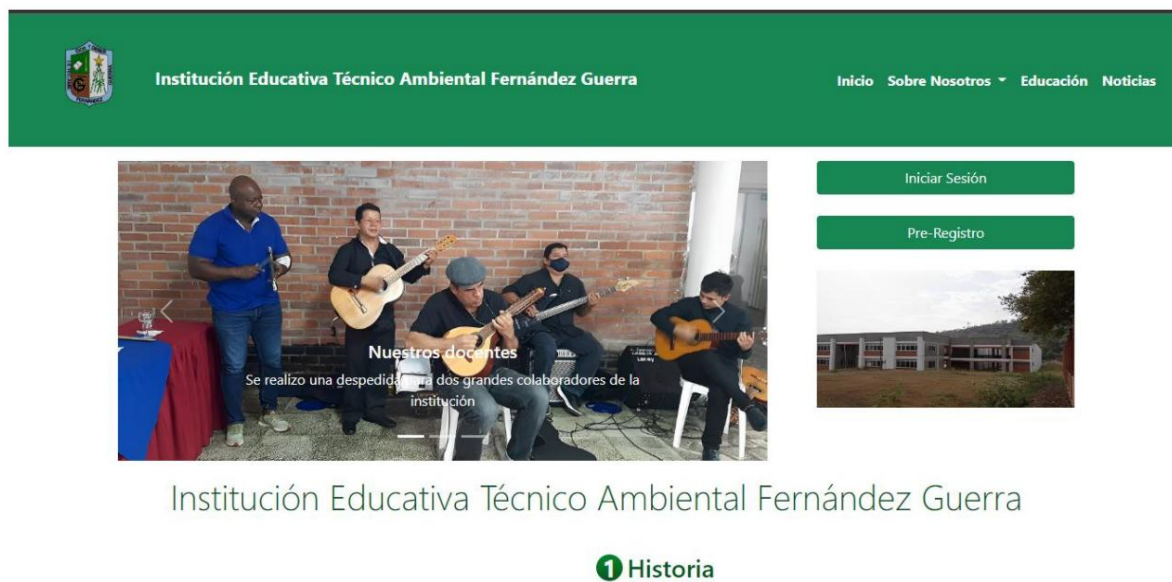 Institución Educativa Técnico Ambiental Fernández Guerra
Inicio Sobre Nosotros Educación Noticias
Iniciar Sesión
Pre-Registro
Nuestros docentes
Se realizo una despedida para dos grandes colaboradores de la
institución
Institución Educativa Técnico Ambiental Fernández Guerra
1 Historia